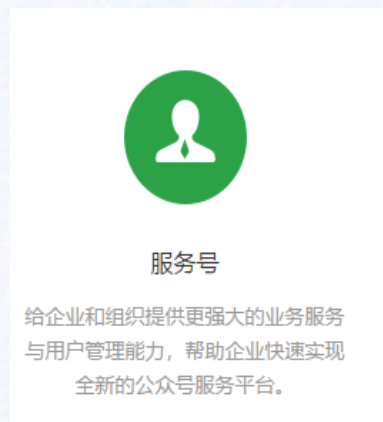 服务号
给企业和组织提供更强大的业务服务
与用户管理能力，帮助企业快速实现
全新的公众号服务平台。